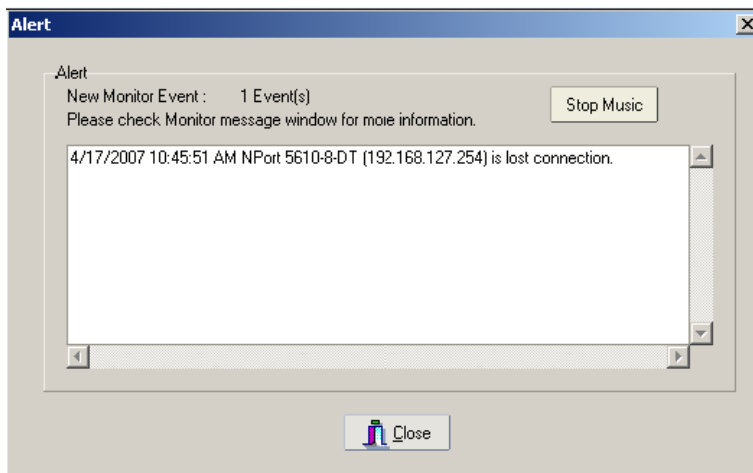 Alert
Alert
New Monitor Event : 1 Event(s)
Please check Monitor message window for more information.
Stop Music
4/17/2007 10:45:51 AM NPort 5610-8-DT (192.168.127.254) is lost connection.
Close